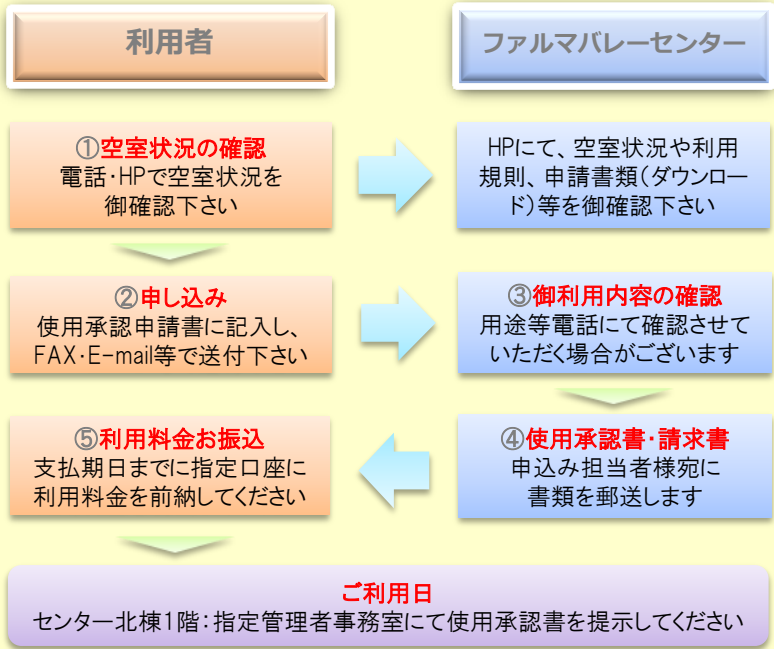 利用者
ファルマバレーセンター
①空室状況の確認
電話･HPで空室状況を
御確認下さい
HPにて、空室状況や利用
規則、申請書類（ダウンロー
ド）等を御確認下さい
②申し込み
使用承認申請書に記入し、
FAX･E-mail等で送付下さい
③御利用内容の確認
用途等電話にて確認させて
いただく場合がございます
⑤利用料金お振込
支払期日までに指定口座に
利用料金を前納してください
④使用承認書･請求書
申込み担当者様宛に
書類を郵送します
ご利用日
センター北棟1階：指定管理者事務室にて使用承認書を提示してください